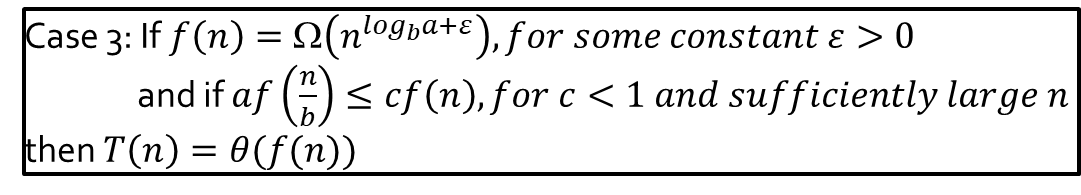 Case 3: If f(n) = Ω(n^{log_b a+ε}), for some constant ε > 0
and if af(n/b) ≤ cf(n), for c < 1 and sufficiently large n
then T(n) = θ(f(n))